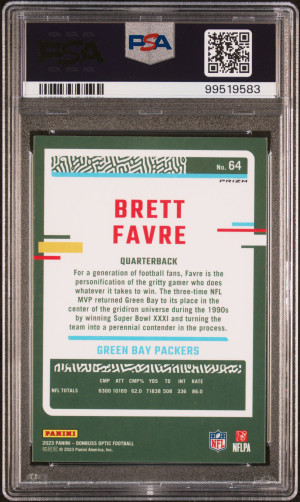 PSA
99519583
No. 64
PRIZM
BRETT
FAVRE
QUARTERBACK
For a generation of football fans, Favre is the
personification of the gritty gamer who does
whatever it takes to win. The three-time NFL
MVP returned Green Bay to its place in the
center of the gridiron universe during the 1990s
by winning Super Bowl XXXI and turning the
team into a perennial contender in the process.
GREEN BAY PACKERS
CMP ATT CMP% YDS TD INT RATE
NFL TOTALS 6300 10169 62.0 71838 508 336 86.0
PANINI
2023 PANINI - DONRUSS OPTIC FOOTBALL
© 2023 Panini America, Inc.
NFL
NFLPA